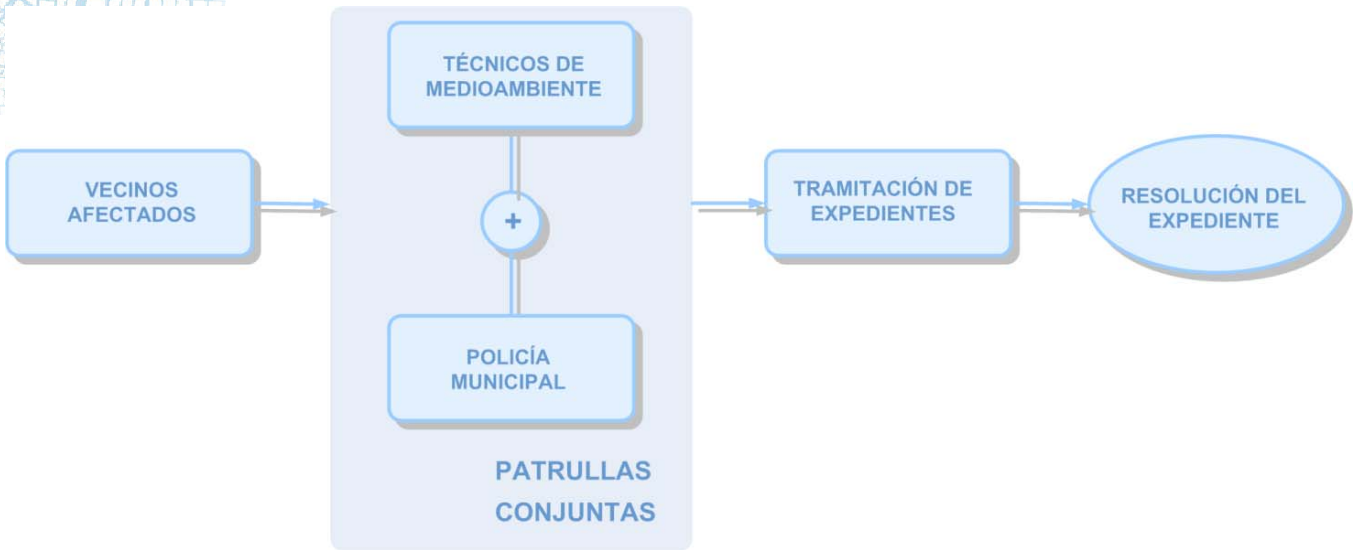 VECINOS
AFECTADOS
TÉCNICOS DE
MEDIOAMBIENTE
+
POLICÍA
MUNICIPAL
PATRULLAS
CONJUNTAS
TRAMITACIÓN DE
EXPEDIENTES
RESOLUCIÓN DEL
EXPEDIENTE